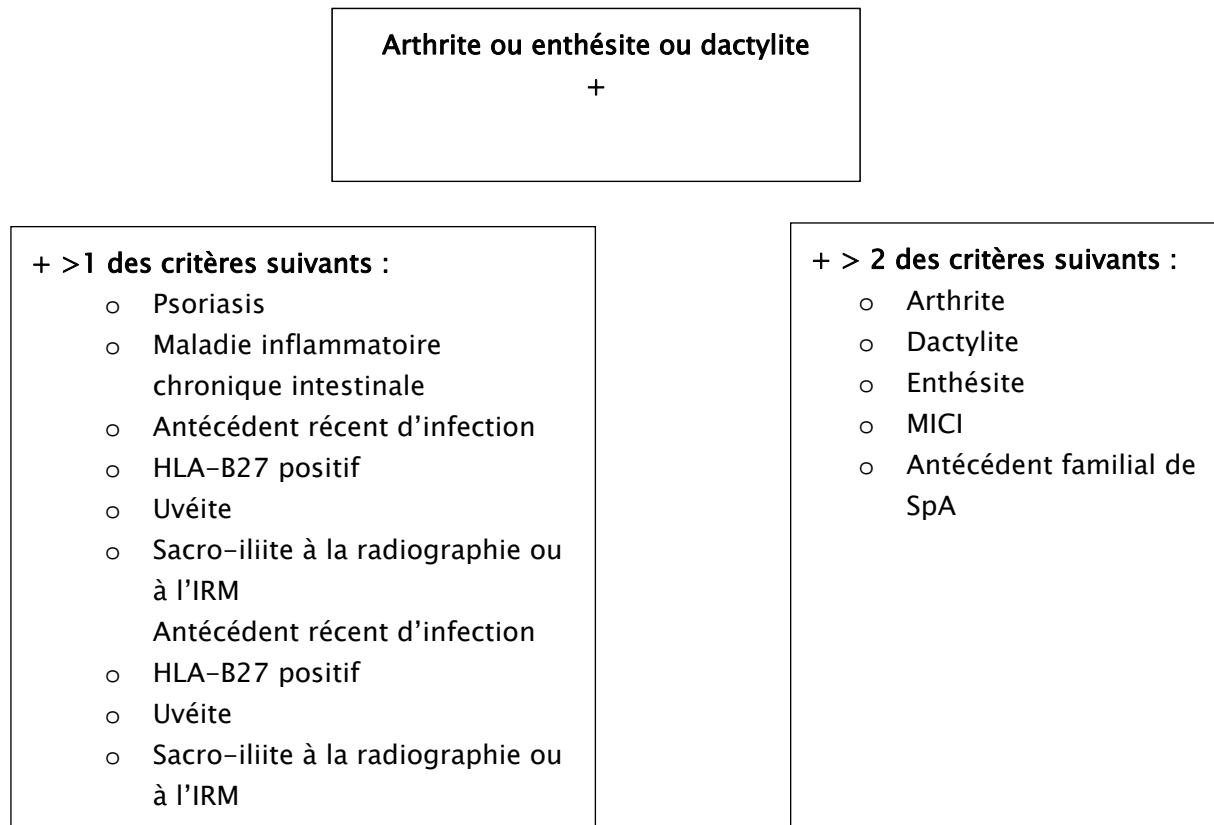 Arthrite ou enthésite ou dactylite
+
+ >1 des critères suivants :
o Psoriasis
o Maladie inflammatoire
chronique intestinale
o Antécédent récent d’infection
o HLA-B27 positif
o Uvéite
o Sacro-iliite à la radiographie ou
à l’IRM
Antécédent récent d’infection
o HLA-B27 positif
o Uvéite
o Sacro-iliite à la radiographie ou
à l’IRM
+ > 2 des critères suivants :
o Arthrite
o Dactylite
o Enthésite
o MICI
o Antécédent familial de
SpA